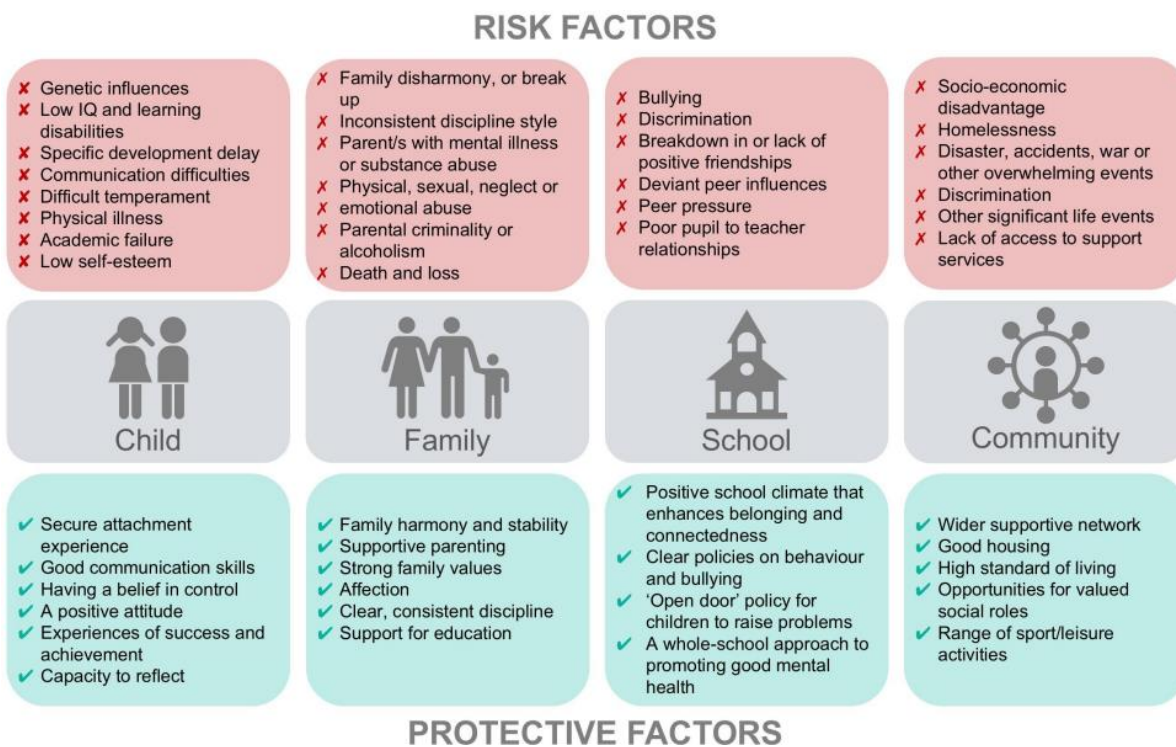 RISK FACTORS
✘ Genetic influences
✘ Low IQ and learning
disabilities
✘ Specific development delay
✘ Communication difficulties
✘ Difficult temperament
✘ Physical illness
✘ Academic failure
✘ Low self-esteem
✗ Family disharmony, or break
up
✗ Inconsistent discipline style
✗ Parent/s with mental illness
or substance abuse
✗ Physical, sexual, neglect or
✗ emotional abuse
✗ Parental criminality or
alcoholism
✗ Death and loss
✗ Bullying
✗ Discrimination
✗ Breakdown in or lack of
positive friendships
✗ Deviant peer influences
✗ Peer pressure
✗ Poor pupil to teacher
relationships
✗ Socio-economic
disadvantage
✗ Homelessness
✗ Disaster, accidents, war or
other overwhelming events
✗ Discrimination
✗ Other significant life events
✗ Lack of access to support
services
Child
Family
School
Community
✔ Secure attachment
experience
✔ Good communication skills
✔ Having a belief in control
✔ A positive attitude
✔ Experiences of success and
achievement
✔ Capacity to reflect
✔ Family harmony and stability
✔ Supportive parenting
✔ Strong family values
✔ Affection
✔ Clear, consistent discipline
✔ Support for education
✔ Positive school climate that
enhances belonging and
connectedness
✔ Clear policies on behaviour
and bullying
✔ ‘Open door’ policy for
children to raise problems
✔ A whole-school approach to
promoting good mental
health
✔ Wider supportive network
✔ Good housing
✔ High standard of living
✔ Opportunities for valued
social roles
✔ Range of sport/leisure
activities
PROTECTIVE FACTORS